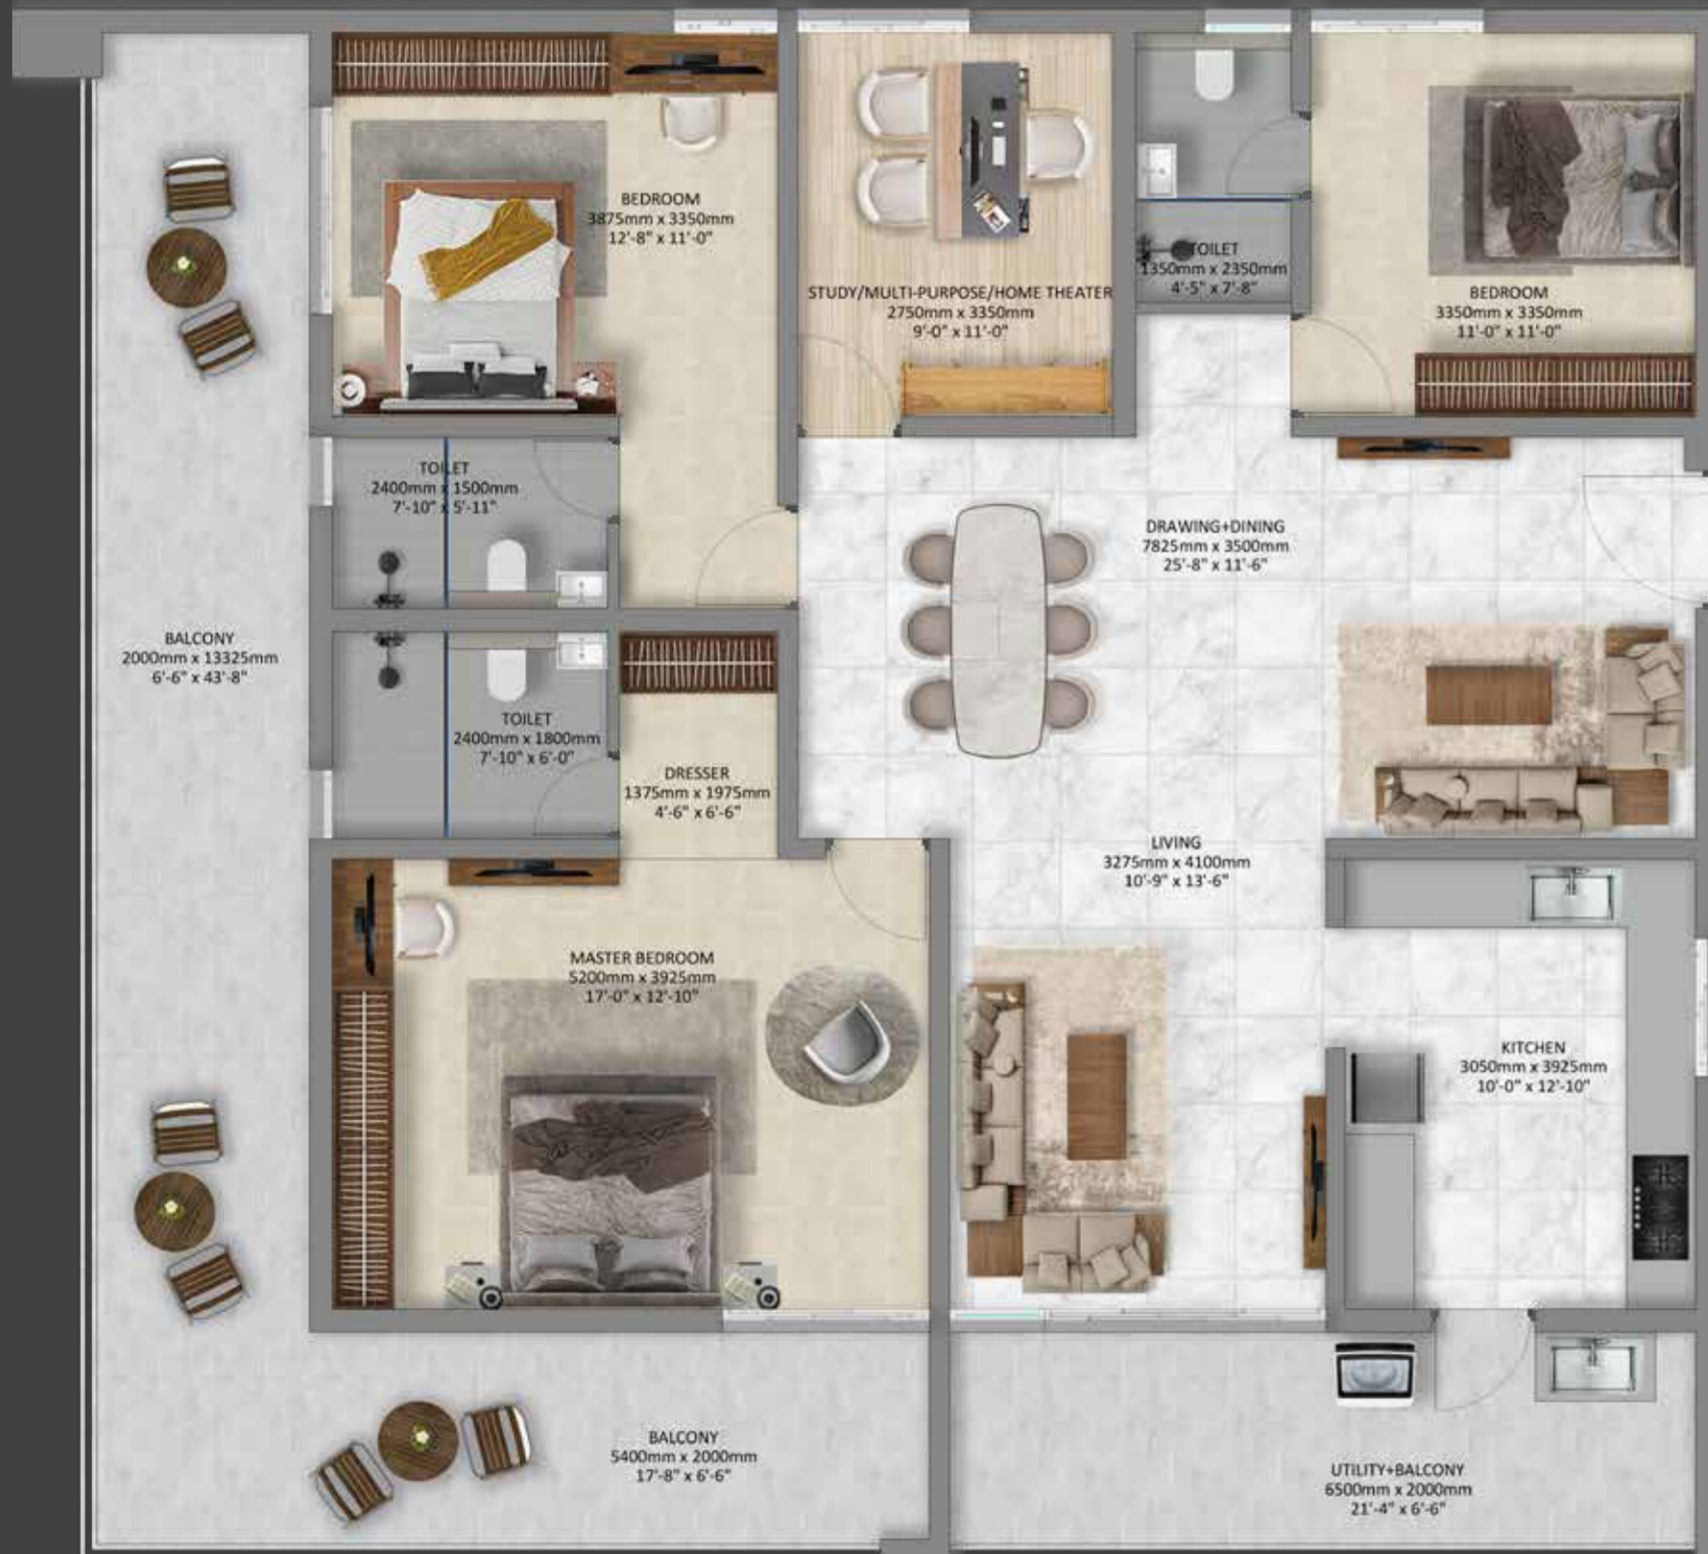 BEDROOM
3875mm x 3350mm
12'-8" x 11'-0"
STUDY/MULTI-PURPOSE/HOME THEATER
2750mm x 3350mm
9'-0" x 11'-0"
TOILET
1350mm x 2350mm
4'-5" x 7'-8"
BEDROOM
3350mm x 3350mm
11'-0" x 11'-0"
TOILET
2400mm x 1500mm
7'-10" x 5'-11"
DRAWING+DINING
7825mm x 3500mm
25'-8" x 11'-6"
BALCONY
2000mm x 13325mm
6'-6" x 43'-8"
TOILET
2400mm x 1800mm
7'-10" x 6'-0"
DRESSER
1375mm x 1975mm
4'-6" x 6'-6"
LIVING
3275mm x 4100mm
10'-9" x 13'-6"
MASTER BEDROOM
5200mm x 3925mm
17'-0" x 12'-10"
KITCHEN
3050mm x 3925mm
10'-0" x 12'-10"
BALCONY
5400mm x 2000mm
17'-8" x 6'-6"
UTILITY+BALCONY
6500mm x 2000mm
21'-4" x 6'-6"